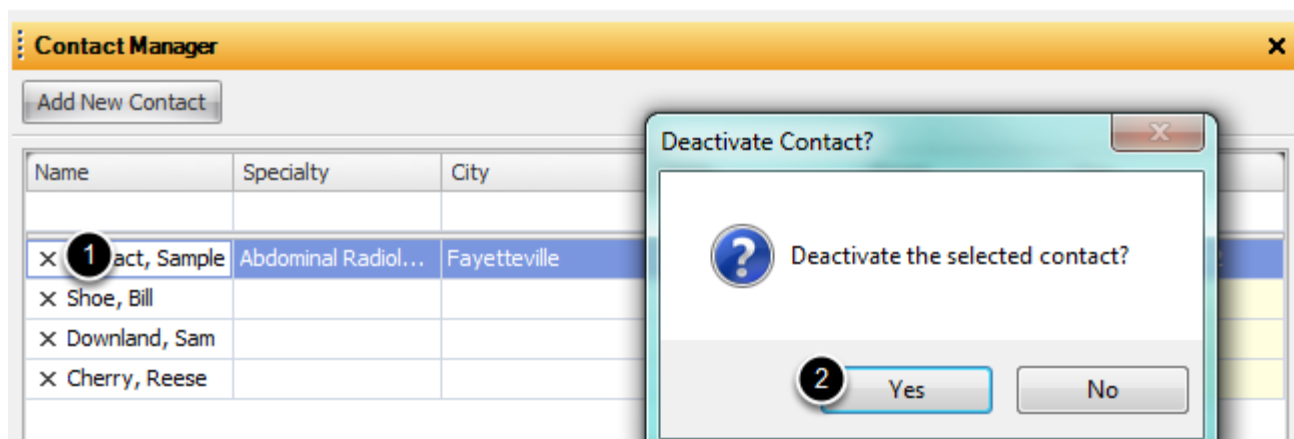 Contact Manager
Add New Contact
Deactivate Contact?
Name Specialty City
1 act, Sample Abdominal Radiol... Fayetteville
Deactivate the selected contact?
Shoe, Bill
Downland, Sam
Cherry, Reese
2 Yes No